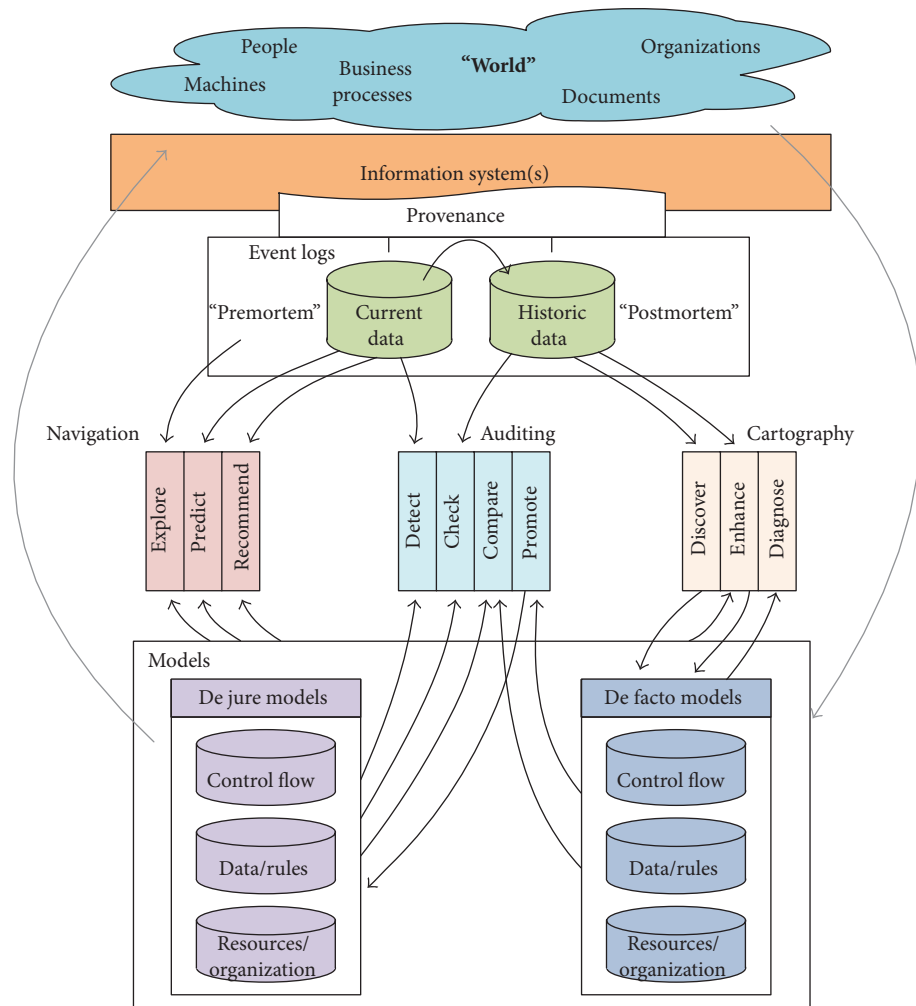 People
Organizations
"World"
Business
processes
Machines
Documents
Information system(s)
Provenance
Event logs
"Premortem"
Current
data
Historic
data
"Postmortem"
Navigation
Auditing
Cartography
Explore
Predict
Recommend
Detect
Check
Compare
Promote
Discover
Enhance
Diagnose
Models
De jure models
Control flow
Data/rules
Resources/
organization
De facto models
Control flow
Data/rules
Resources/
organization